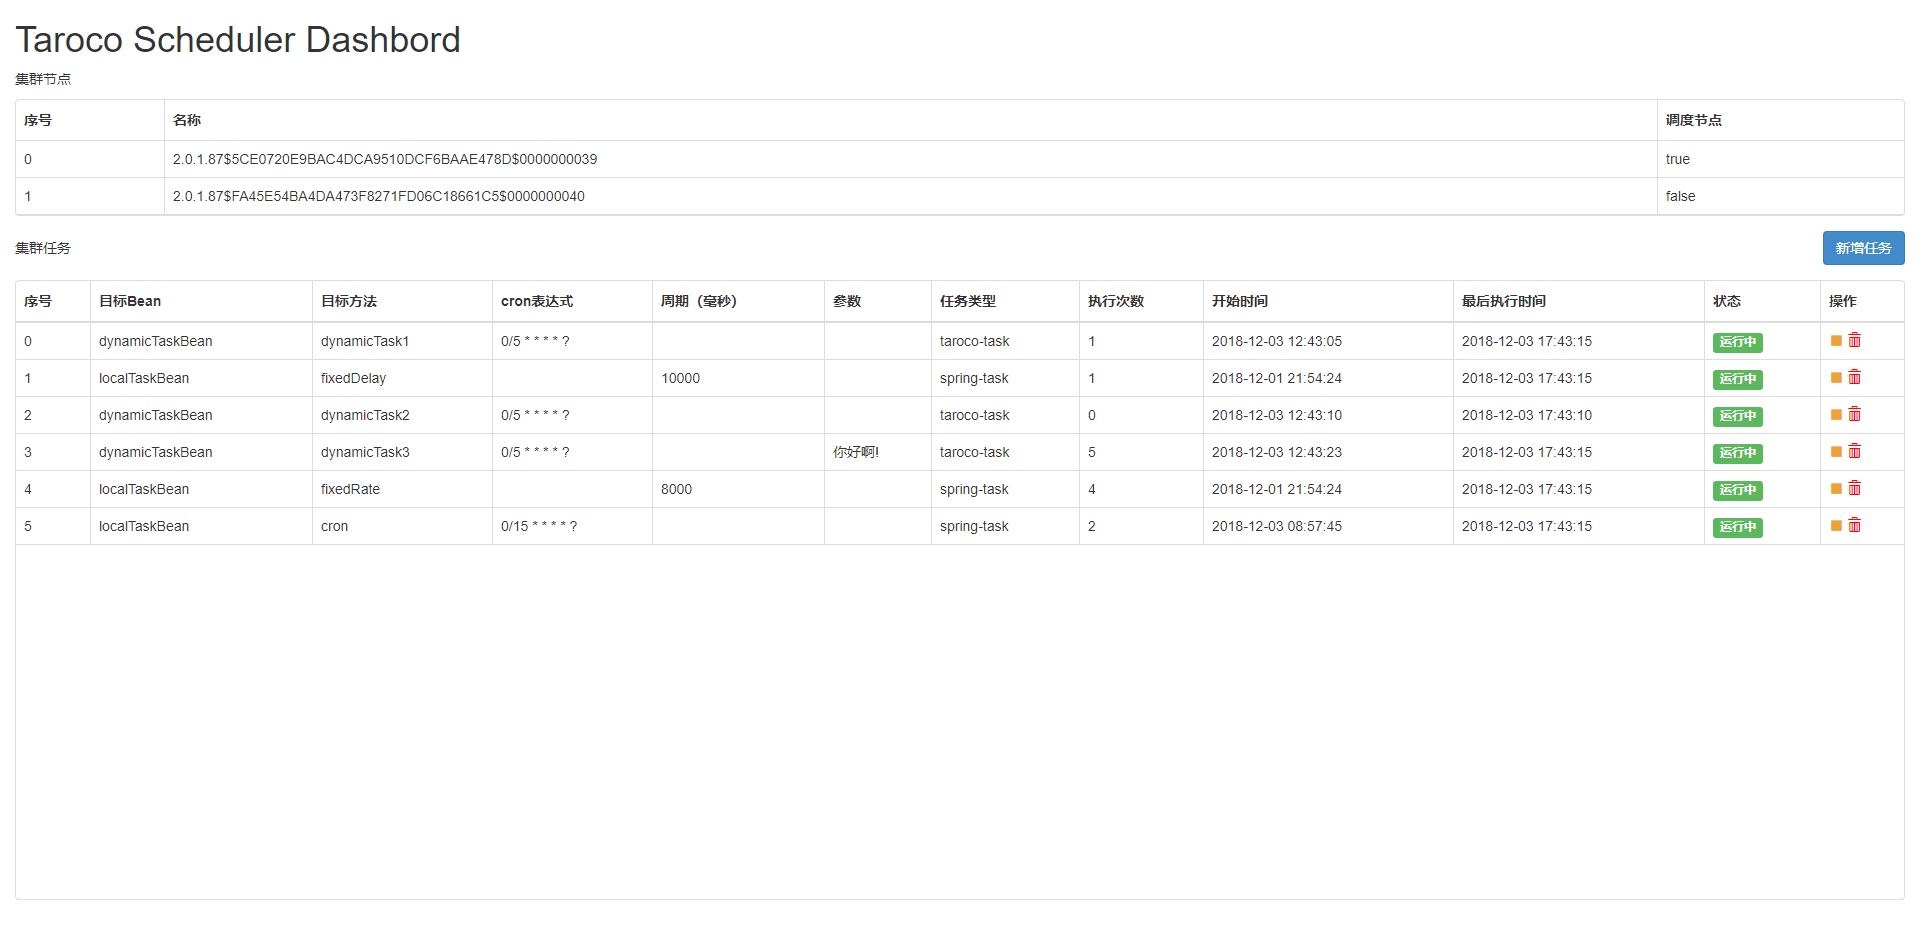 Taroco Scheduler Dashbord
集群节点
序号 名称 调度节点
0 2.0.1.87$5CE0720E9BAC4DCA9510DCF6BAAE478D$0000000039 true
1 2.0.1.87$FA45E54BA4DA473F8271FD06C18661C5$0000000040 false
集群任务 新增任务
序号 目标Bean 目标方法 cron表达式 周期（毫秒） 参数 任务类型 执行次数 开始时间 最后执行时间 状态 操作
0 dynamicTaskBean dynamicTask1 0/5 * * * * ? taroco-task 1 2018-12-03 12:43:05 2018-12-03 17:43:15 运行中
1 localTaskBean fixedDelay 10000 spring-task 1 2018-12-01 21:54:24 2018-12-03 17:43:15 运行中
2 dynamicTaskBean dynamicTask2 0/5 * * * * ? taroco-task 0 2018-12-03 12:43:10 2018-12-03 17:43:10 运行中
3 dynamicTaskBean dynamicTask3 0/5 * * * * ? 你好啊! taroco-task 5 2018-12-03 12:43:23 2018-12-03 17:43:15 运行中
4 localTaskBean fixedRate 8000 spring-task 4 2018-12-01 21:54:24 2018-12-03 17:43:15 运行中
5 localTaskBean cron 0/15 * * * * ? spring-task 2 2018-12-03 08:57:45 2018-12-03 17:43:15 运行中